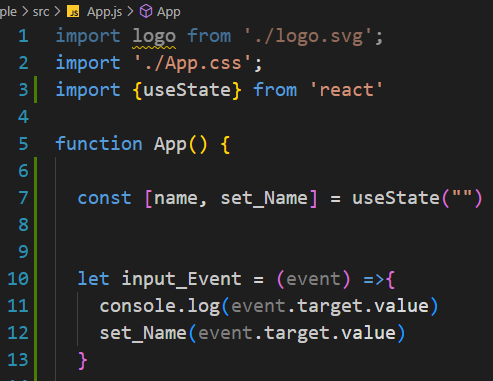 ple > src > JS App.js > App
1 import logo from './logo.svg';
2 import './App.css';
3 import {useState} from 'react'
4
5 function App() {
6
7 const [name, set_Name] = useState("")
8
9
10 let input_Event = (event) =>{
11 console.log(event.target.value)
12 set_Name(event.target.value)
13 }